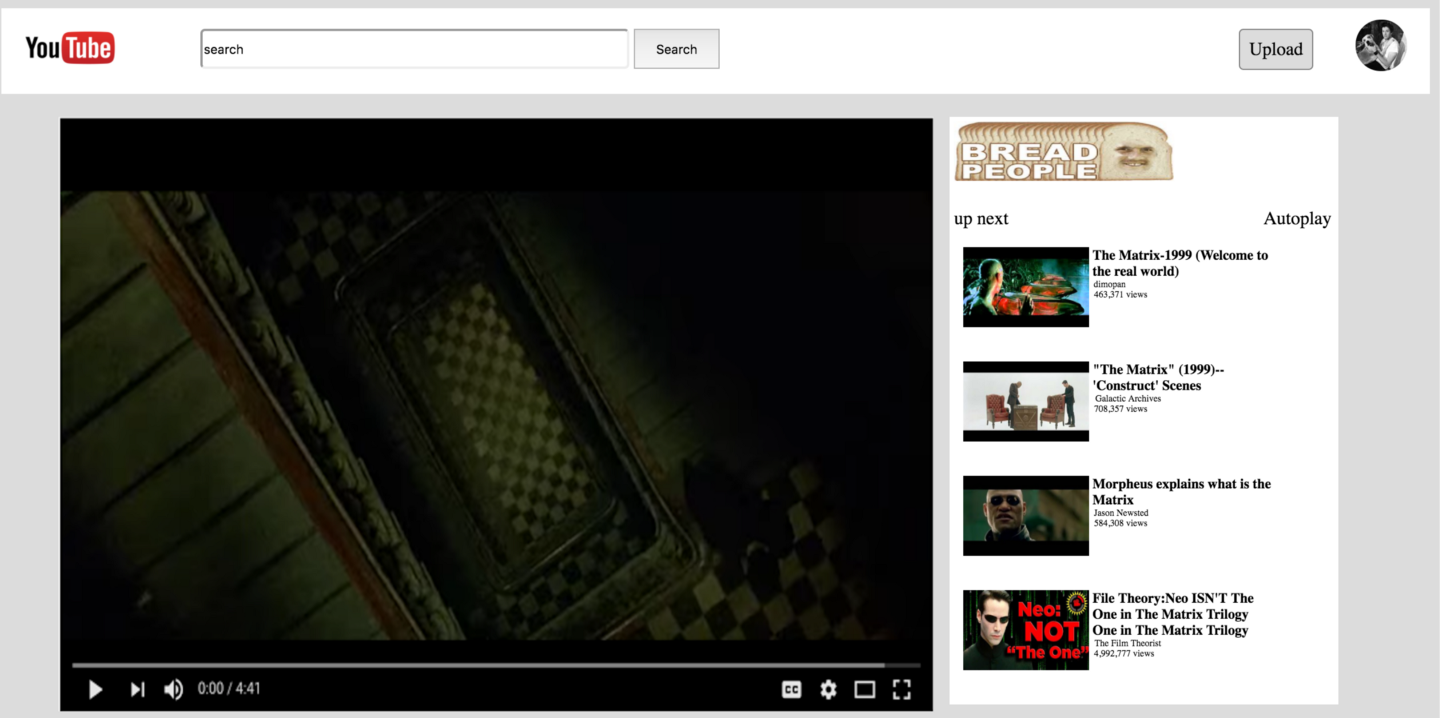 YouTube
search
Search
Upload
BREAD
PEOPLE
up next
Autoplay
The Matrix-1999 (Welcome to
the real world)
dimopan
463,371 views
"The Matrix" (1999)--
'Construct' Scenes
Galactic Archives
708,357 views
Morpheus explains what is the
Matrix
Jason Newsted
584,308 views
Neo:
NOT
"The One"
File Theory:Neo ISN'T The
One in The Matrix Trilogy
One in The Matrix Trilogy
The Film Theorist
4,992,777 views
0:00 / 4:41
CC